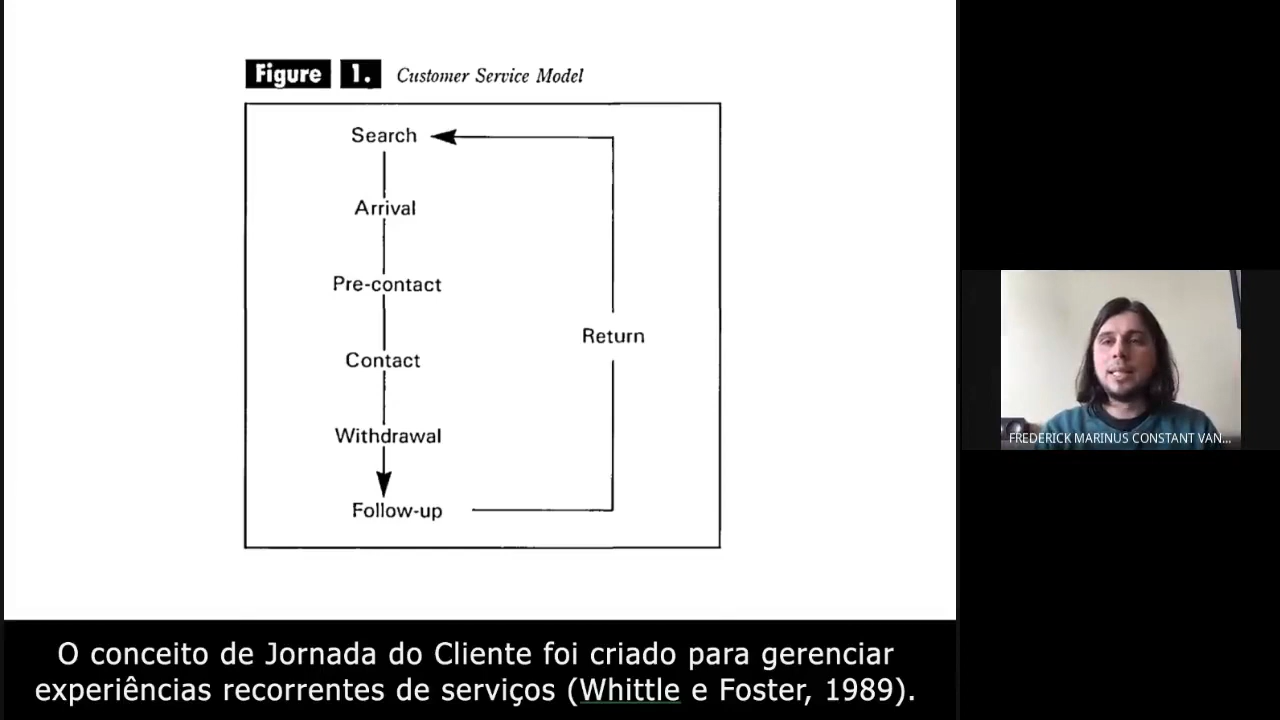 Figure 1. Customer Service Model
Search
Arrival
Pre-contact
Contact
Return
Withdrawal
Follow-up
FREDERICK MARINUS CONSTANT VAN...
O conceito de Jornada do Cliente foi criado para gerenciar
experiências recorrentes de serviços (Whittle e Foster, 1989).